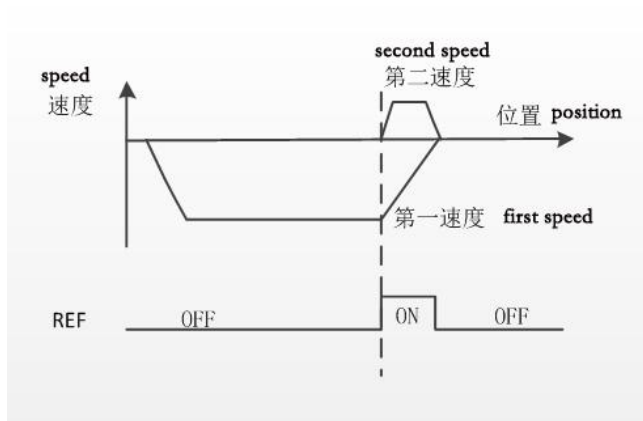 second speed
speed
第二速度
速度
位置 position
第一速度 first speed
REF OFF ON OFF